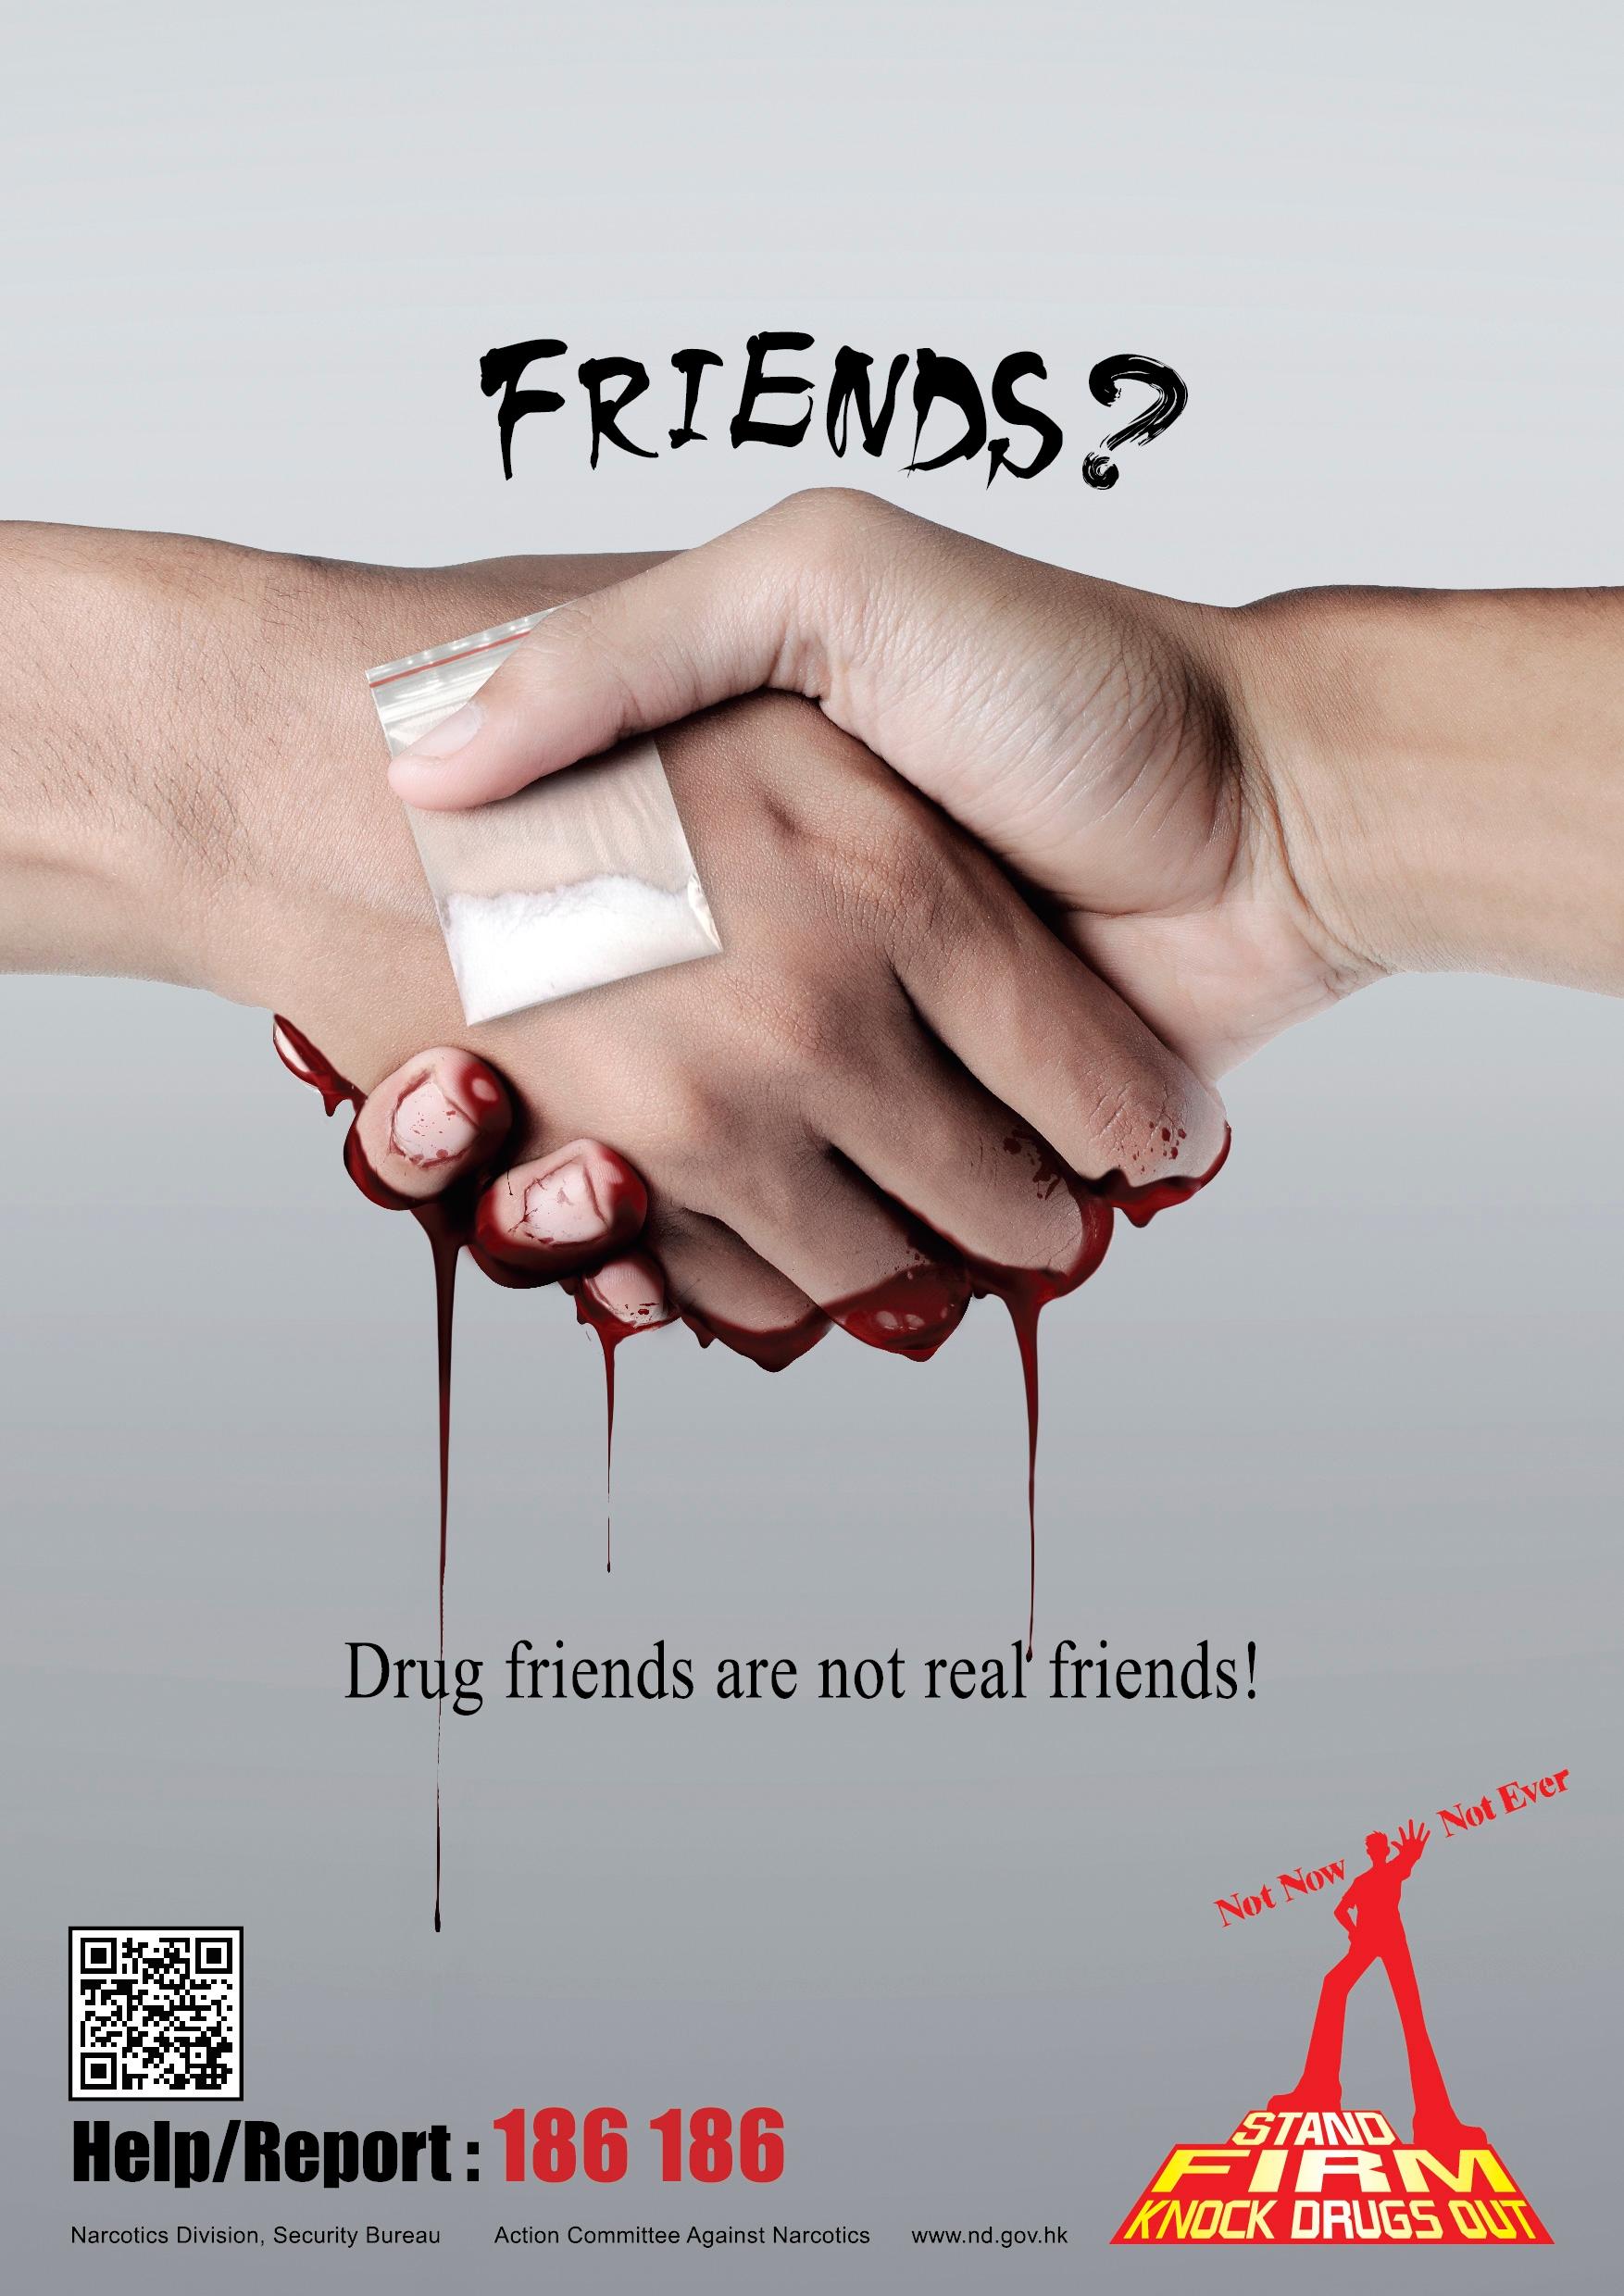 FRIENDS?
Drug friends are not real friends!
Not Now Not Ever
STAND
FIRM
KNOCK DRUGS OUT
Help/Report : 186 186
Narcotics Division, Security Bureau Action Committee Against Narcotics www.nd.gov.hk